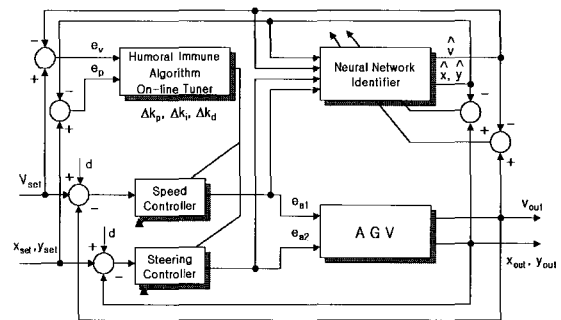 e_v
e_p
Humoral Immune
Algorithm
On-line Tuner
Δk_p, Δk_i, Δk_d
Neural Network
Identifier
v̂
x̂, ŷ
−
+
−
+
−
+
−
+
V_set
+
d
−
Speed
Controller
e_a1
A G V
v_out
x_set, y_set
+
d
−
Steering
Controller
e_a2
x_out, y_out